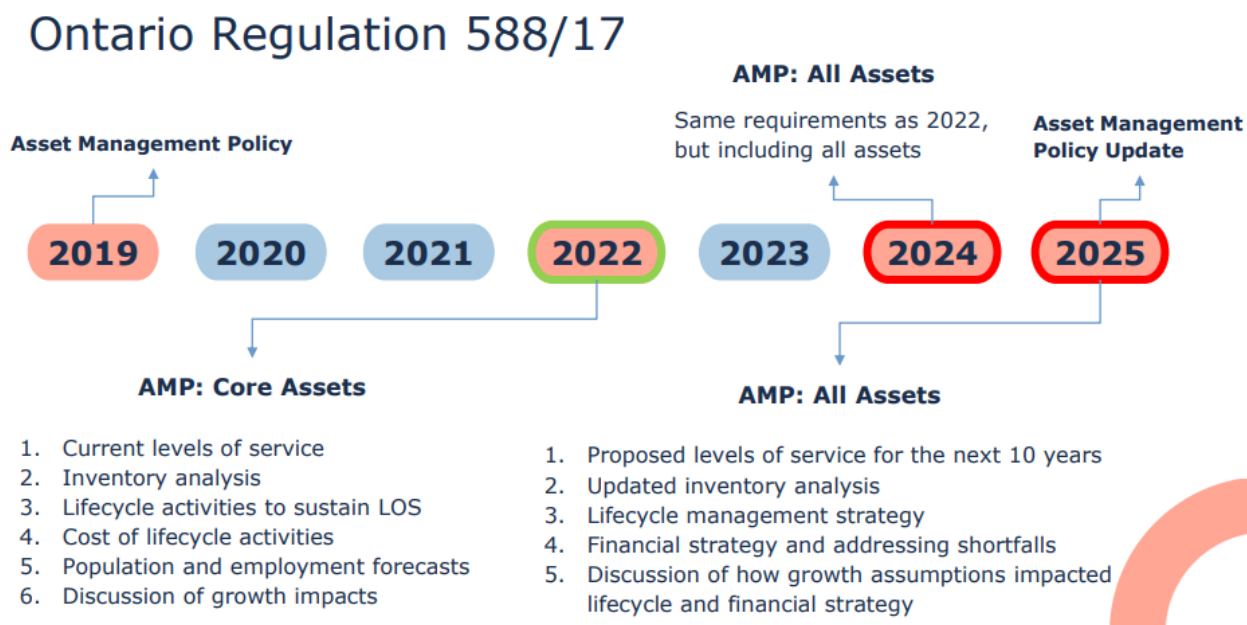 Ontario Regulation 588/17
AMP: All Assets
Same requirements as 2022,
but including all assets
Asset Management
Policy Update
Asset Management Policy
2019
2020
2021
2022
2023
2024
2025
AMP: Core Assets
1. Current levels of service
2. Inventory analysis
3. Lifecycle activities to sustain LOS
4. Cost of lifecycle activities
5. Population and employment forecasts
6. Discussion of growth impacts
AMP: All Assets
1. Proposed levels of service for the next 10 years
2. Updated inventory analysis
3. Lifecycle management strategy
4. Financial strategy and addressing shortfalls
5. Discussion of how growth assumptions impacted
lifecycle and financial strategy